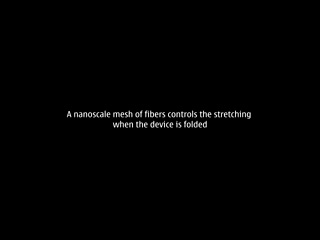 A nanoscale mesh of fibers controls the stretching
when the device is folded